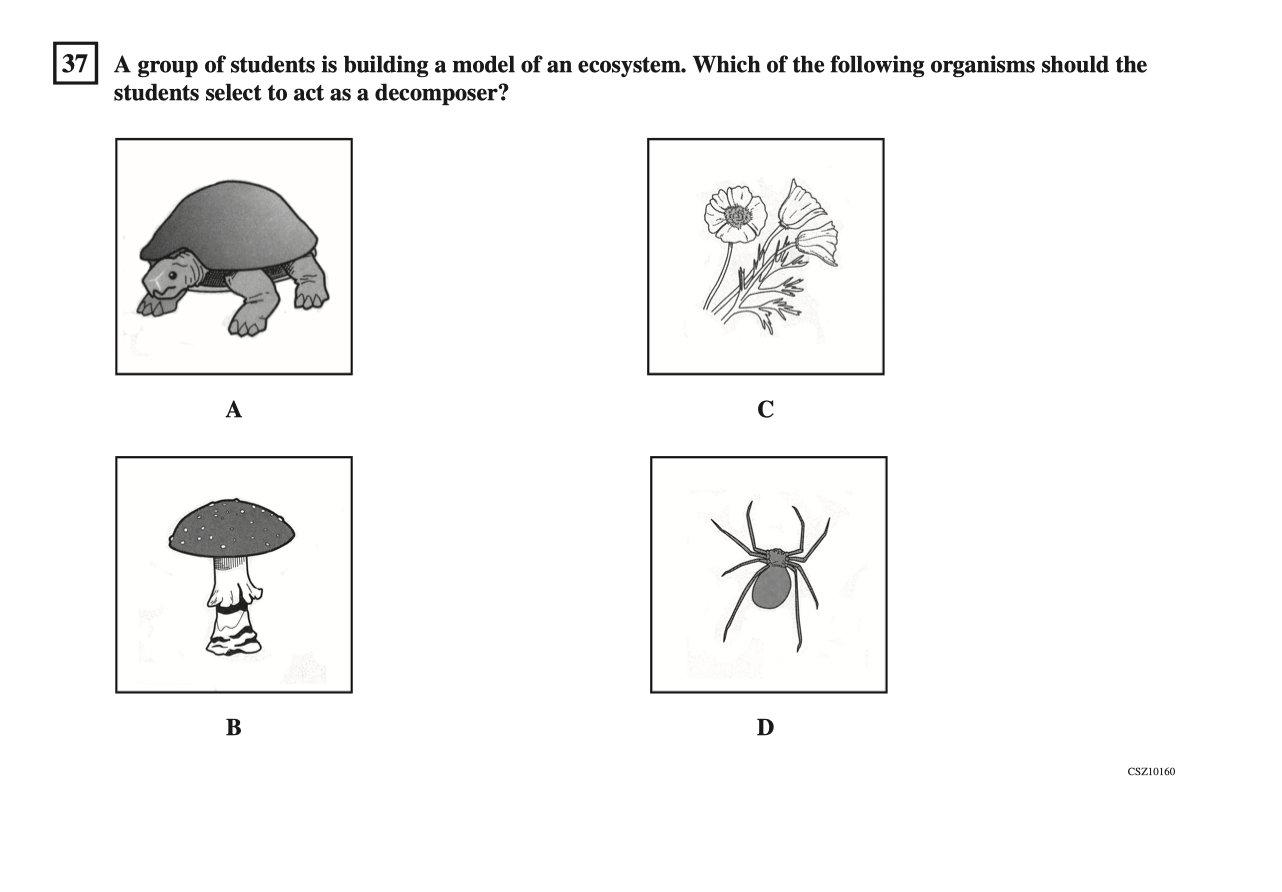 37 A group of students is building a model of an ecosystem. Which of the following organisms should the
students select to act as a decomposer?
A
C
B
D
CSZ10160